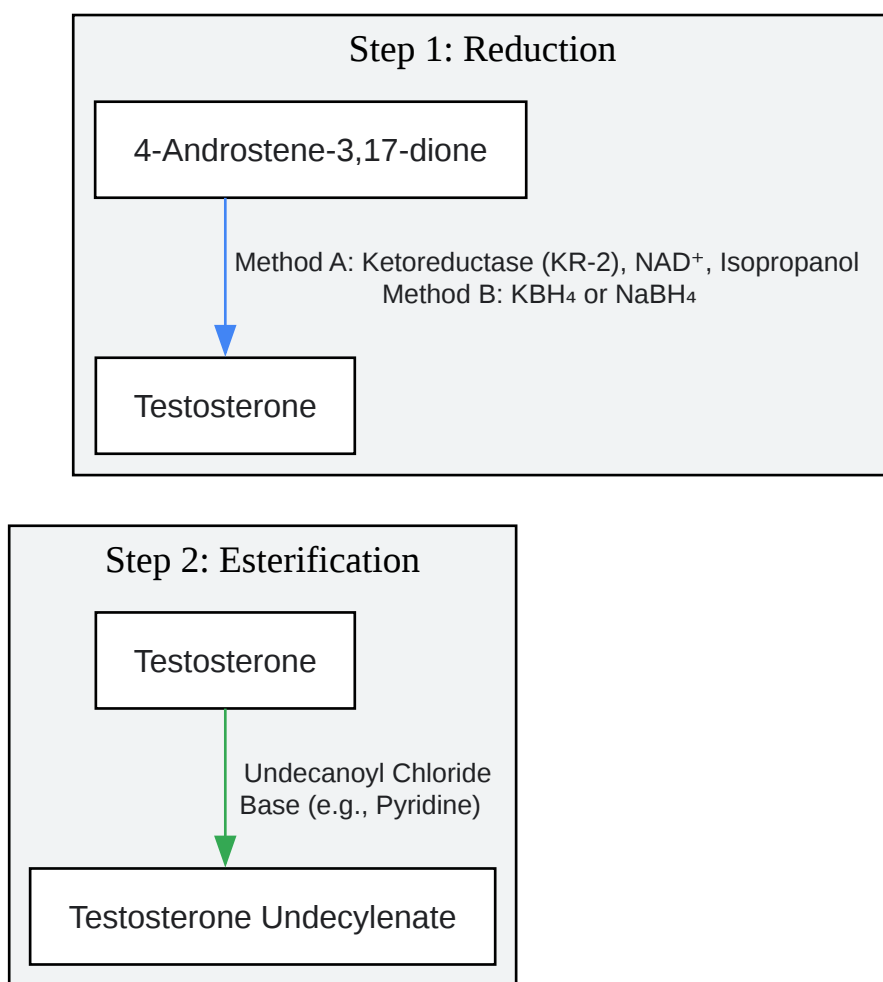 Step 1: Reduction
4-Androstene-3,17-dione
Method A: Ketoreductase (KR-2), NAD⁺, Isopropanol
Method B: KBH₄ or NaBH₄
Testosterone
Step 2: Esterification
Testosterone
Undecanoyl Chloride
Base (e.g., Pyridine)
Testosterone Undecylenate